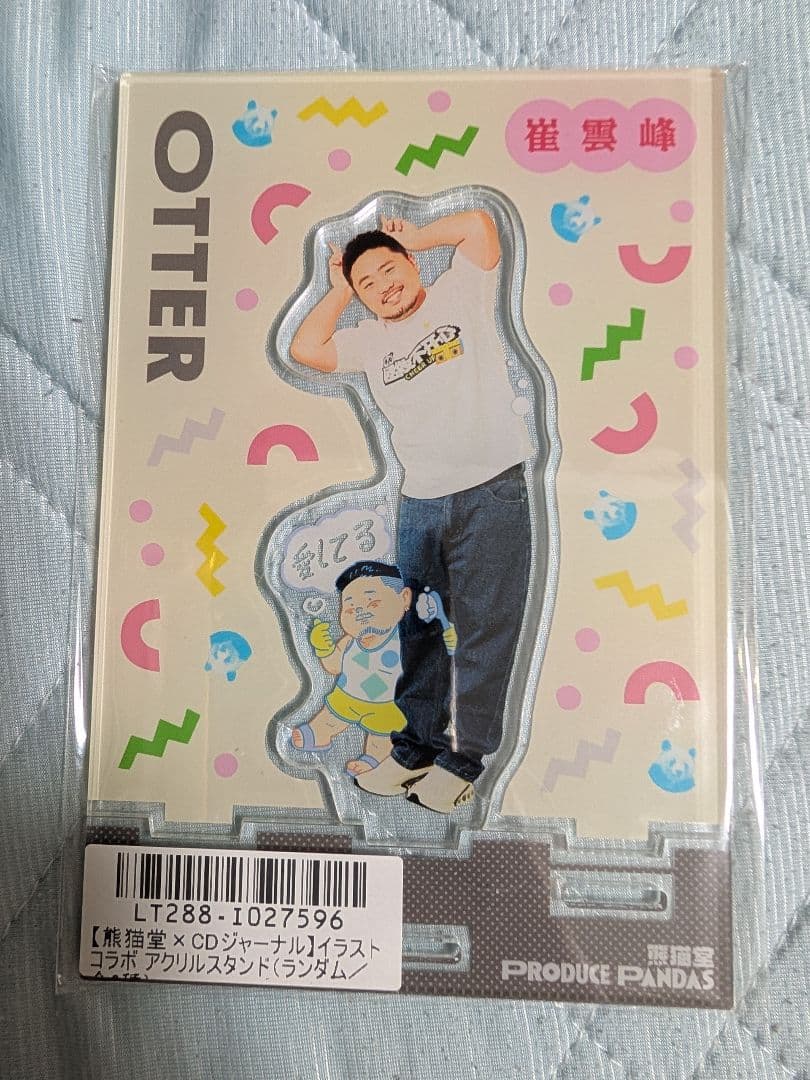 OTTER
崔雲峰
CHEER UP
愛してる
LT288-I027596
【熊猫堂×CDジャーナル】イラスト
コラボ アクリルスタンド(ランダム/
熊猫堂
PRODUCE PANDAS